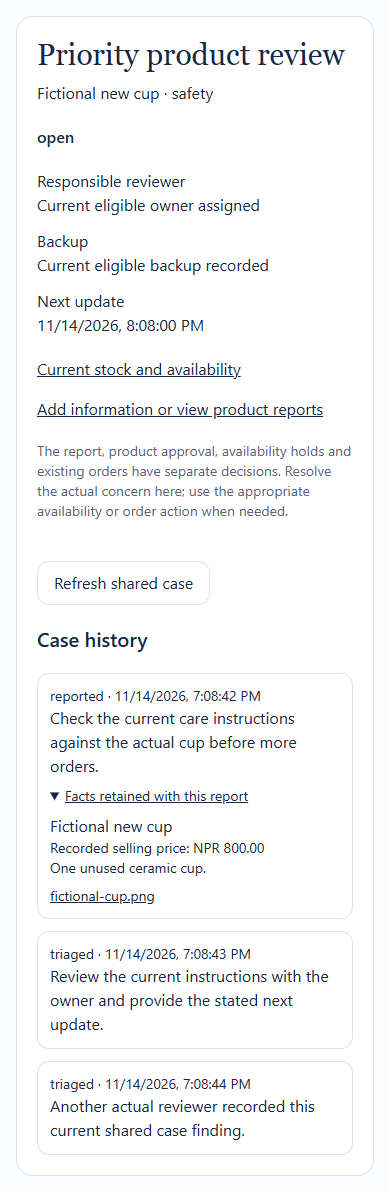 Priority product review
Fictional new cup · safety
open
Responsible reviewer
Current eligible owner assigned
Backup
Current eligible backup recorded
Next update
11/14/2026, 8:08:00 PM
Current stock and availability
Add information or view product reports
The report, product approval, availability holds and
existing orders have separate decisions. Resolve
the actual concern here; use the appropriate
availability or order action when needed.
Refresh shared case
Case history
reported · 11/14/2026, 7:08:42 PM
Check the current care instructions
against the actual cup before more
orders.
▼ Facts retained with this report
Fictional new cup
Recorded selling price: NPR 800.00
One unused ceramic cup.
fictional-cup.png
triaged · 11/14/2026, 7:08:43 PM
Review the current instructions with the
owner and provide the stated next
update.
triaged · 11/14/2026, 7:08:44 PM
Another actual reviewer recorded this
current shared case finding.